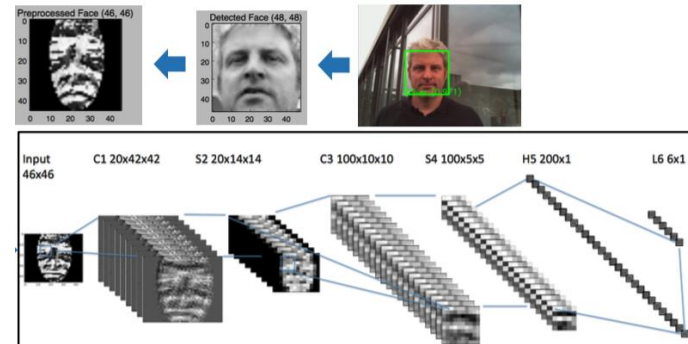 Preprocessed Face (46, 46)
Detected Face (48, 48)
0
10
20
30
40
0 10 20 30 40
0
10
20
30
40
0 10 20 30 40
Input
46x46
C1 20x42x42
S2 20x14x14
C3 100x10x10
S4 100x5x5
H5 200x1
L6 6x1